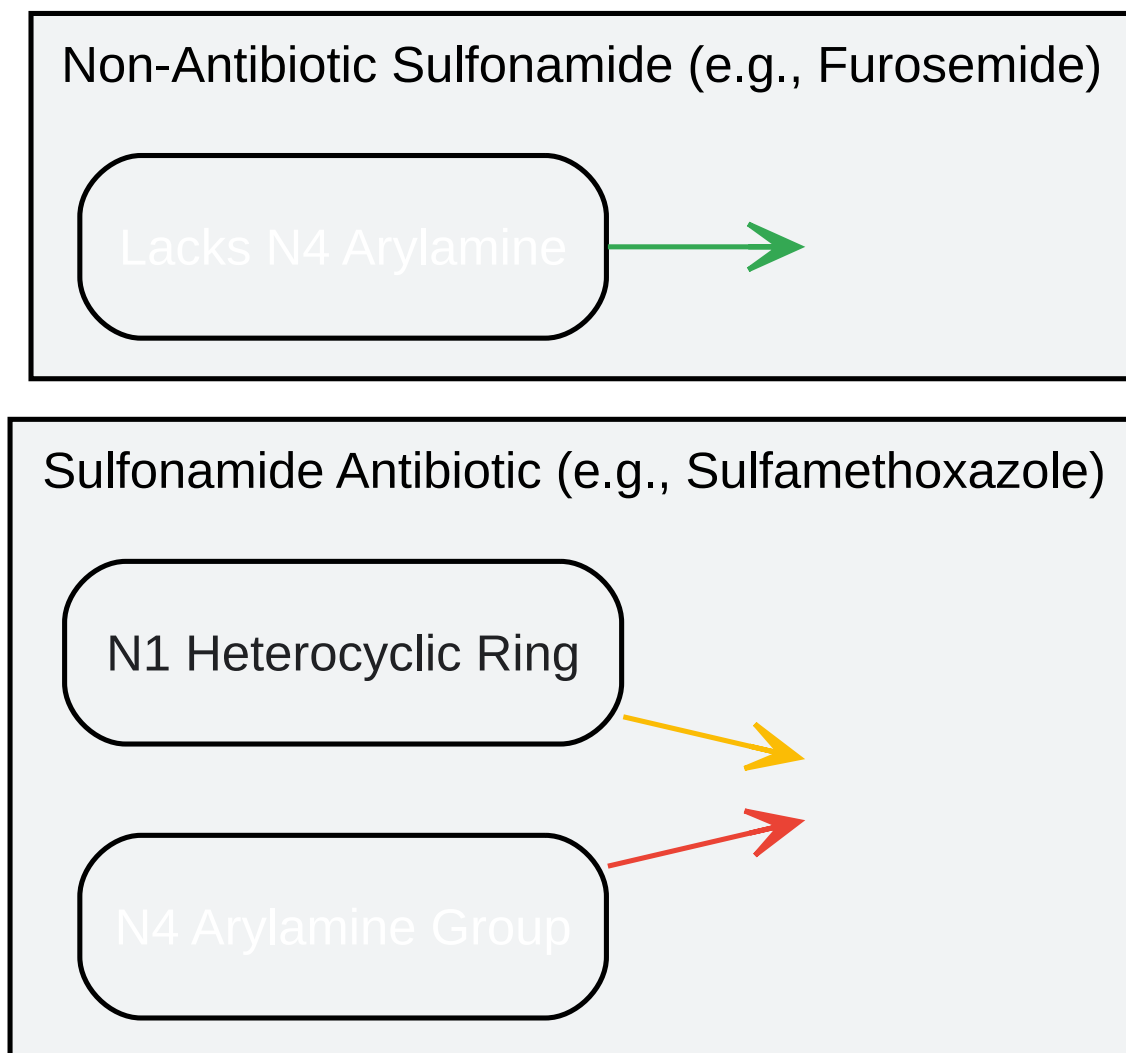 Non-Antibiotic Sulfonamide (e.g., Furosemide)
Lacks N4 Arylamine
Sulfonamide Antibiotic (e.g., Sulfamethoxazole)
N1 Heterocyclic Ring
N4 Arylamine Group